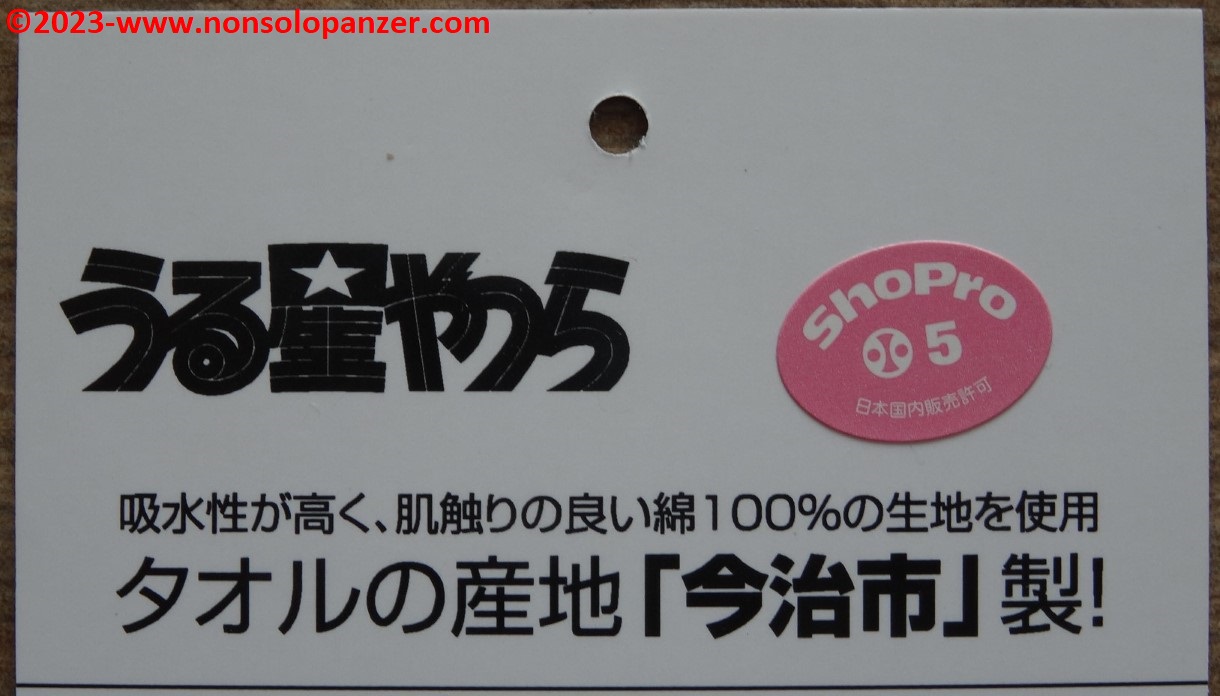 ©2023-www.nonsolopanzer.com
うる星やつら
ShoPro
小 5
日本国内販売許可
吸水性が高く、肌触りの良い綿100%の生地を使用
タオルの産地「今治市」製!